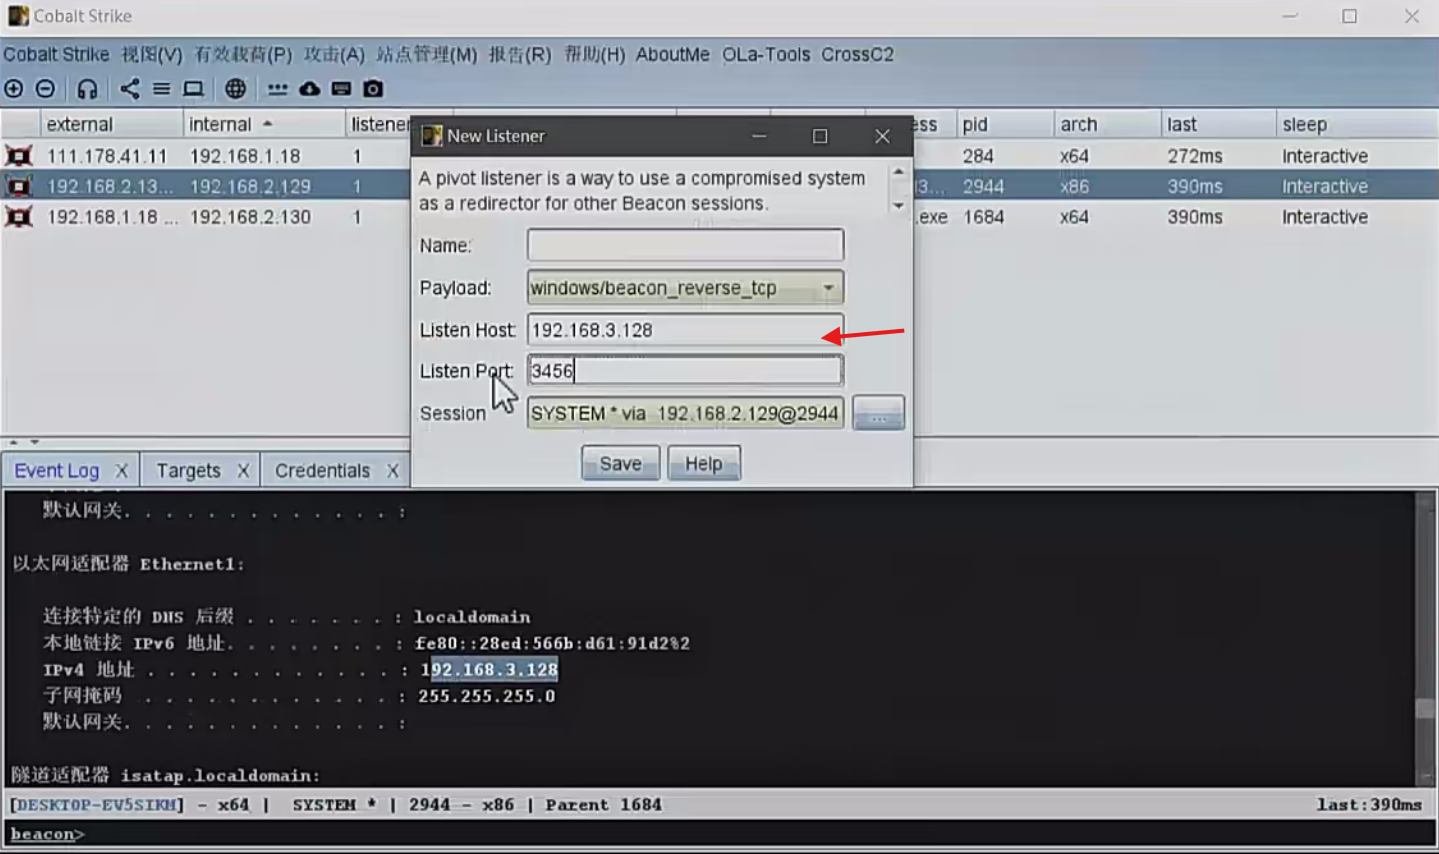 Cobalt Strike
Cobalt Strike 视图(V) 有效载荷(P) 攻击(A) 站点管理(M) 报告(R) 帮助(H) AboutMe OLa-Tools CrossC2
external internal listener ess pid arch last sleep
111.178.41.11 192.168.1.18 1 284 x64 272ms Interactive
192.168.2.13... 192.168.2.129 1 3... 2944 x86 390ms Interactive
192.168.1.18 ... 192.168.2.130 1 .exe 1684 x64 390ms Interactive
New Listener
A pivot listener is a way to use a compromised system
as a redirector for other Beacon sessions.
Name:
Payload: windows/beacon_reverse_tcp
Listen Host: 192.168.3.128
Listen Port: 3456
Session SYSTEM * via 192.168.2.129@2944 ...
Save Help
Event Log X Targets X Credentials X
默认网关. . . . . . . . . . . . . :
以太网适配器 Ethernet1:
连接特定的 DNS 后缀 . . . . . . . : localdomain
本地链接 IPv6 地址. . . . . . . . : fe80::28ed:566b:d61:91d2%2
IPv4 地址 . . . . . . . . . . . . : 192.168.3.128
子网掩码 . . . . . . . . . . . . : 255.255.255.0
默认网关. . . . . . . . . . . . . :
隧道适配器 isatap.localdomain:
[DESKTOP-EV5SIKM] - x64 | SYSTEM * | 2944 - x86 | Parent 1684 last:390ms
beacon>